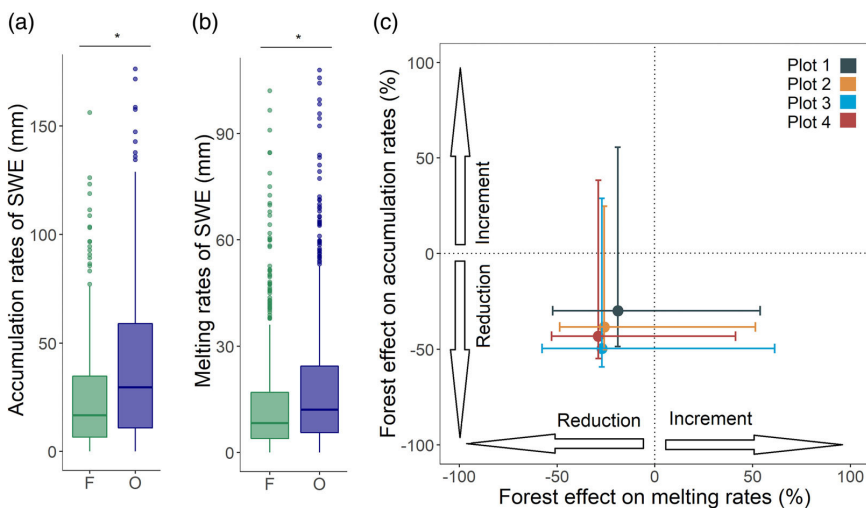 (a)
*
Accumulation rates of SWE (mm)
150
100
50
0
F O
(b)
*
Melting rates of SWE (mm)
90
60
30
0
F O
(c)
Forest effect on accumulation rates (%)
100
50
0
-50
-100
Increment
Reduction
Plot 1
Plot 2
Plot 3
Plot 4
Reduction Increment
-100 -50 0 50 100
Forest effect on melting rates (%)